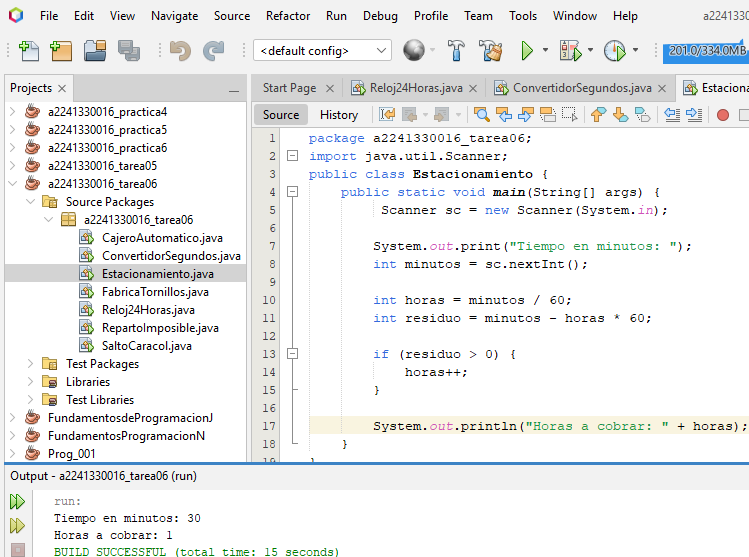 File Edit View Navigate Source Refactor Run Debug Profile Team Tools Window Help a2241330016_ta
<default config> 201.0/334.0MB
Projects
Start Page Reloj24Horas.java ConvertidorSegundos.java Estaciona
Source History
a2241330016_practica4
a2241330016_practica5
a2241330016_practica6
a2241330016_tarea05
a2241330016_tarea06
Source Packages
a2241330016_tarea06
CajeroAutomatico.java
ConvertidorSegundos.java
Estacionamiento.java
FabricaTornillos.java
Reloj24Horas.java
RepartoImposible.java
SaltoCaracol.java
Test Packages
Libraries
Test Libraries
FundamentosdeProgramacionJ
FundamentosProgramacionN
Prog_001
1 package a2241330016_tarea06;
2 import java.util.Scanner;
3 public class Estacionamiento {
4 public static void main(String[] args) {
5 Scanner sc = new Scanner(System.in);
6
7 System.out.print("Tiempo en minutos: ");
8 int minutos = sc.nextInt();
9
10 int horas = minutos / 60;
11 int residuo = minutos - horas * 60;
12
13 if (residuo > 0) {
14 horas++;
15 }
16
17 System.out.println("Horas a cobrar: " + horas);
18 }
19 }
Output - a2241330016_tarea06 (run)
run:
Tiempo en minutos: 30
Horas a cobrar: 1
BUILD SUCCESSFUL (total time: 15 seconds)